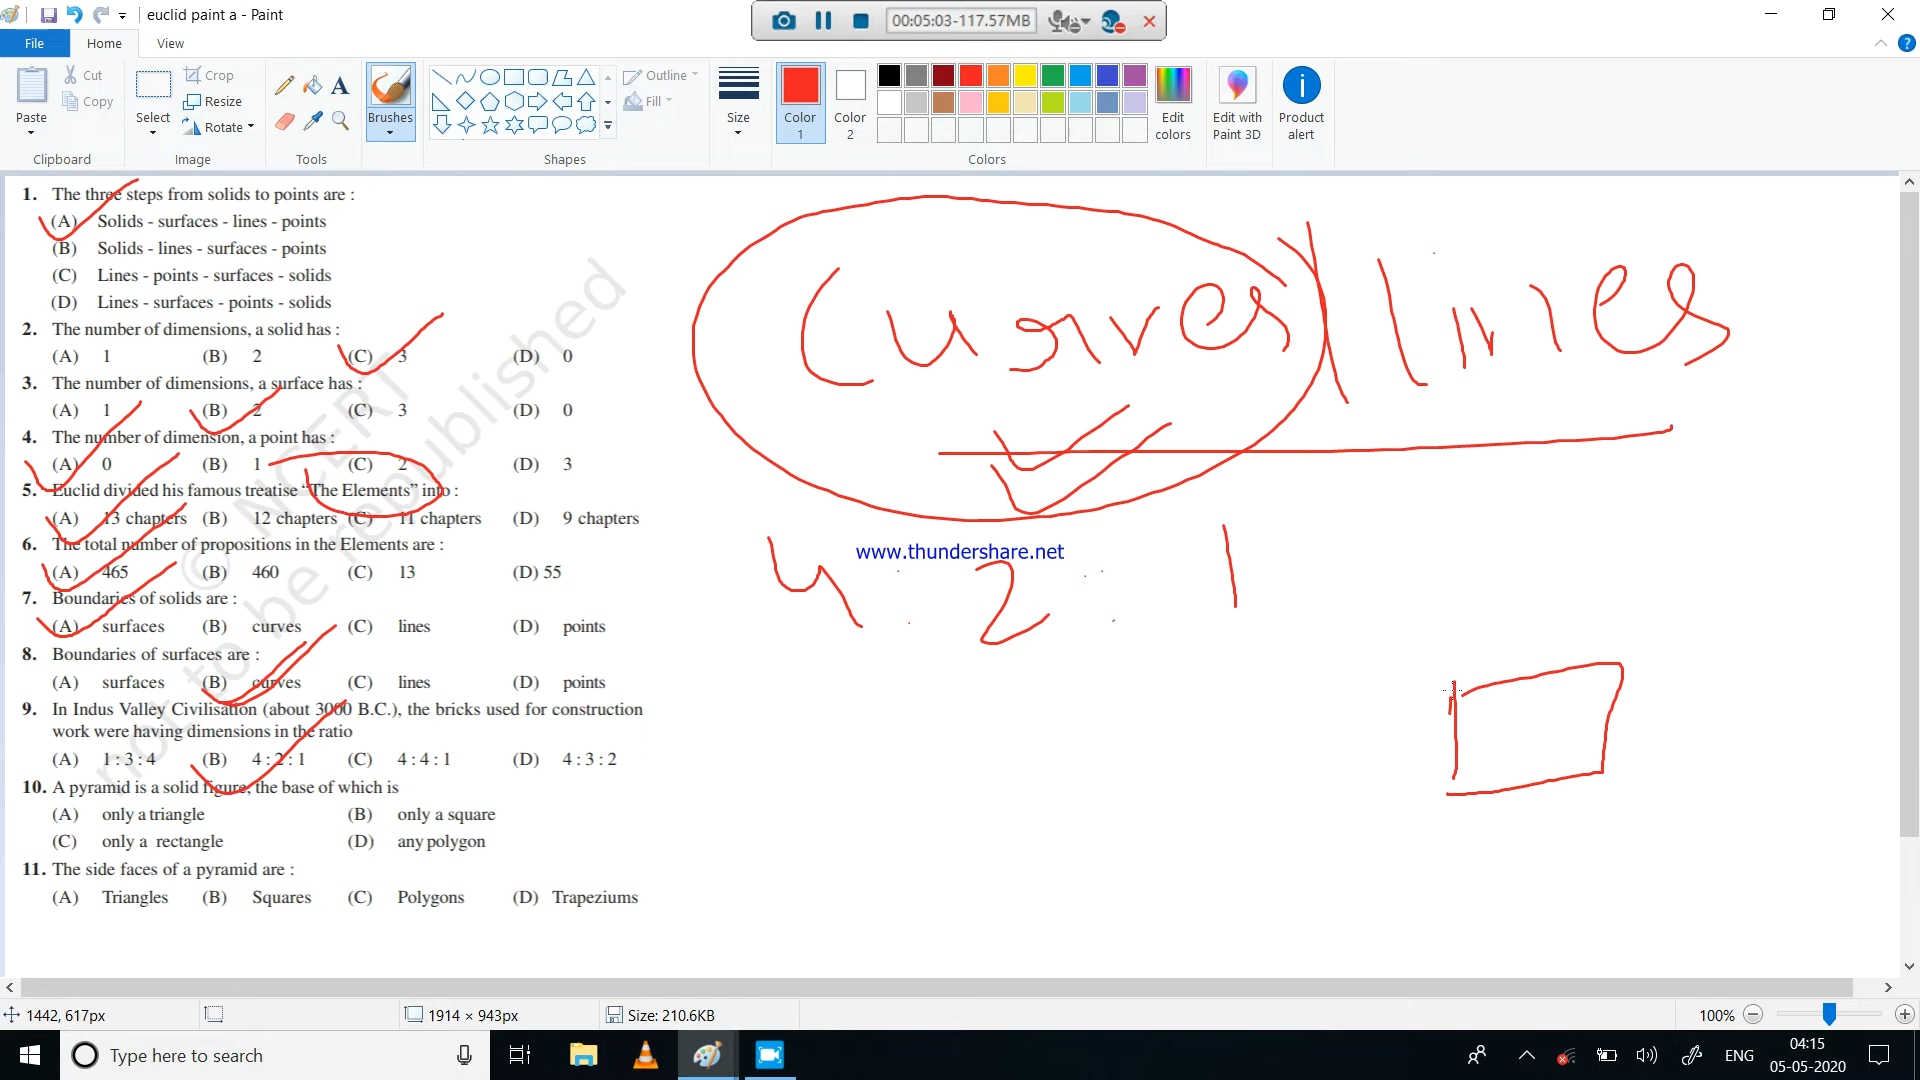 euclid paint a - Paint
00:05:03-117.57MB
File Home View
Paste
Cut
Copy
Clipboard
Select
Crop
Resize
Rotate
Image
Tools
Brushes
Outline
Fill
Shapes
Size
Color 1
Color 2
Edit colors
Edit with Paint 3D
Product alert
Colors
1. The three steps from solids to points are :
(A) Solids - surfaces - lines - points
(B) Solids - lines - surfaces - points
(C) Lines - points - surfaces - solids
(D) Lines - surfaces - points - solids
2. The number of dimensions, a solid has :
(A) 1 (B) 2 (C) 3 (D) 0
3. The number of dimensions, a surface has :
(A) 1 (B) 2 (C) 3 (D) 0
4. The number of dimension, a point has :
(A) 0 (B) 1 (C) 2 (D) 3
5. Euclid divided his famous treatise “The Elements” into :
(A) 13 chapters (B) 12 chapters (C) 11 chapters (D) 9 chapters
6. The total number of propositions in the Elements are :
(A) 465 (B) 460 (C) 13 (D) 55
7. Boundaries of solids are :
(A) surfaces (B) curves (C) lines (D) points
8. Boundaries of surfaces are :
(A) surfaces (B) curves (C) lines (D) points
9. In Indus Valley Civilisation (about 3000 B.C.), the bricks used for construction
work were having dimensions in the ratio
(A) 1 : 3 : 4 (B) 4 : 2 : 1 (C) 4 : 4 : 1 (D) 4 : 3 : 2
10. A pyramid is a solid figure, the base of which is
(A) only a triangle (B) only a square
(C) only a rectangle (D) any polygon
11. The side faces of a pyramid are :
(A) Triangles (B) Squares (C) Polygons (D) Trapeziums
© NCERT
not to be republished
Curves lines
www.thundershare.net
4 : 2 : 1
1442, 617px
1914 × 943px
Size: 210.6KB
100%
Type here to search
ENG
04:15
05-05-2020